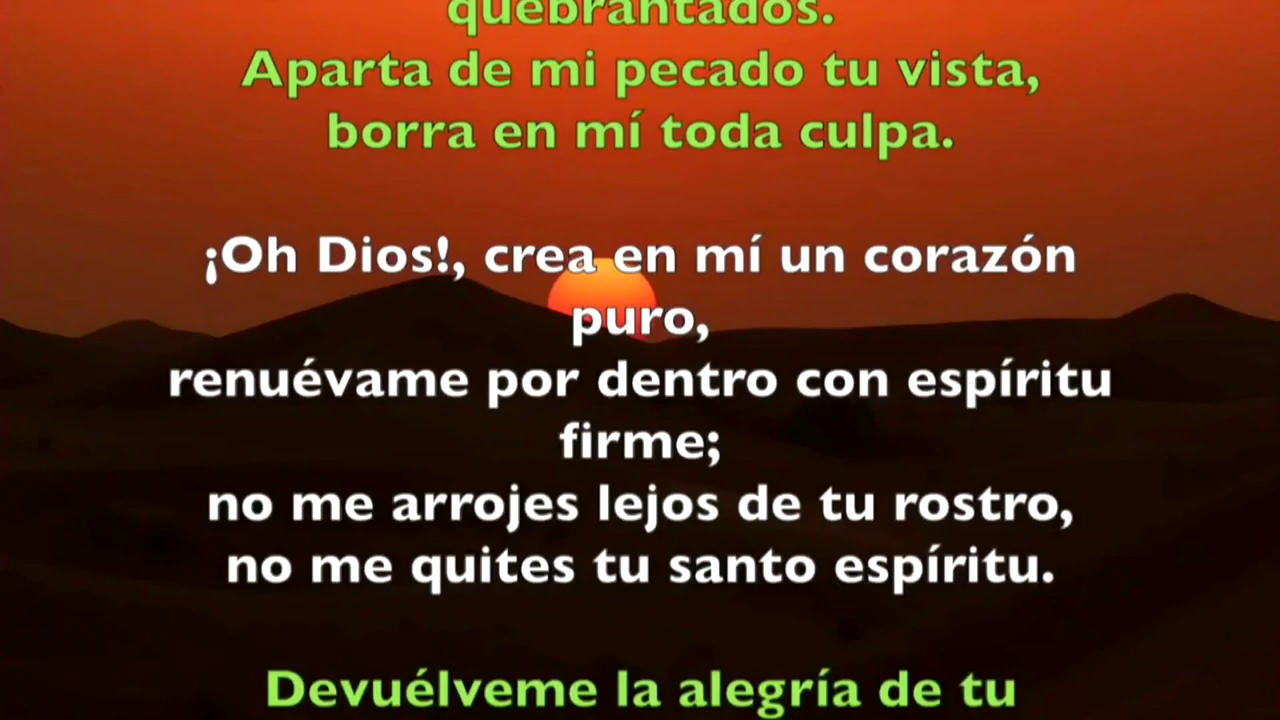 quebrantados.
Aparta de mi pecado tu vista,
borra en mí toda culpa.
¡Oh Dios!, crea en mí un corazón
puro,
renuévame por dentro con espíritu
firme;
no me arrojes lejos de tu rostro,
no me quites tu santo espíritu.
Devuélveme la alegría de tu